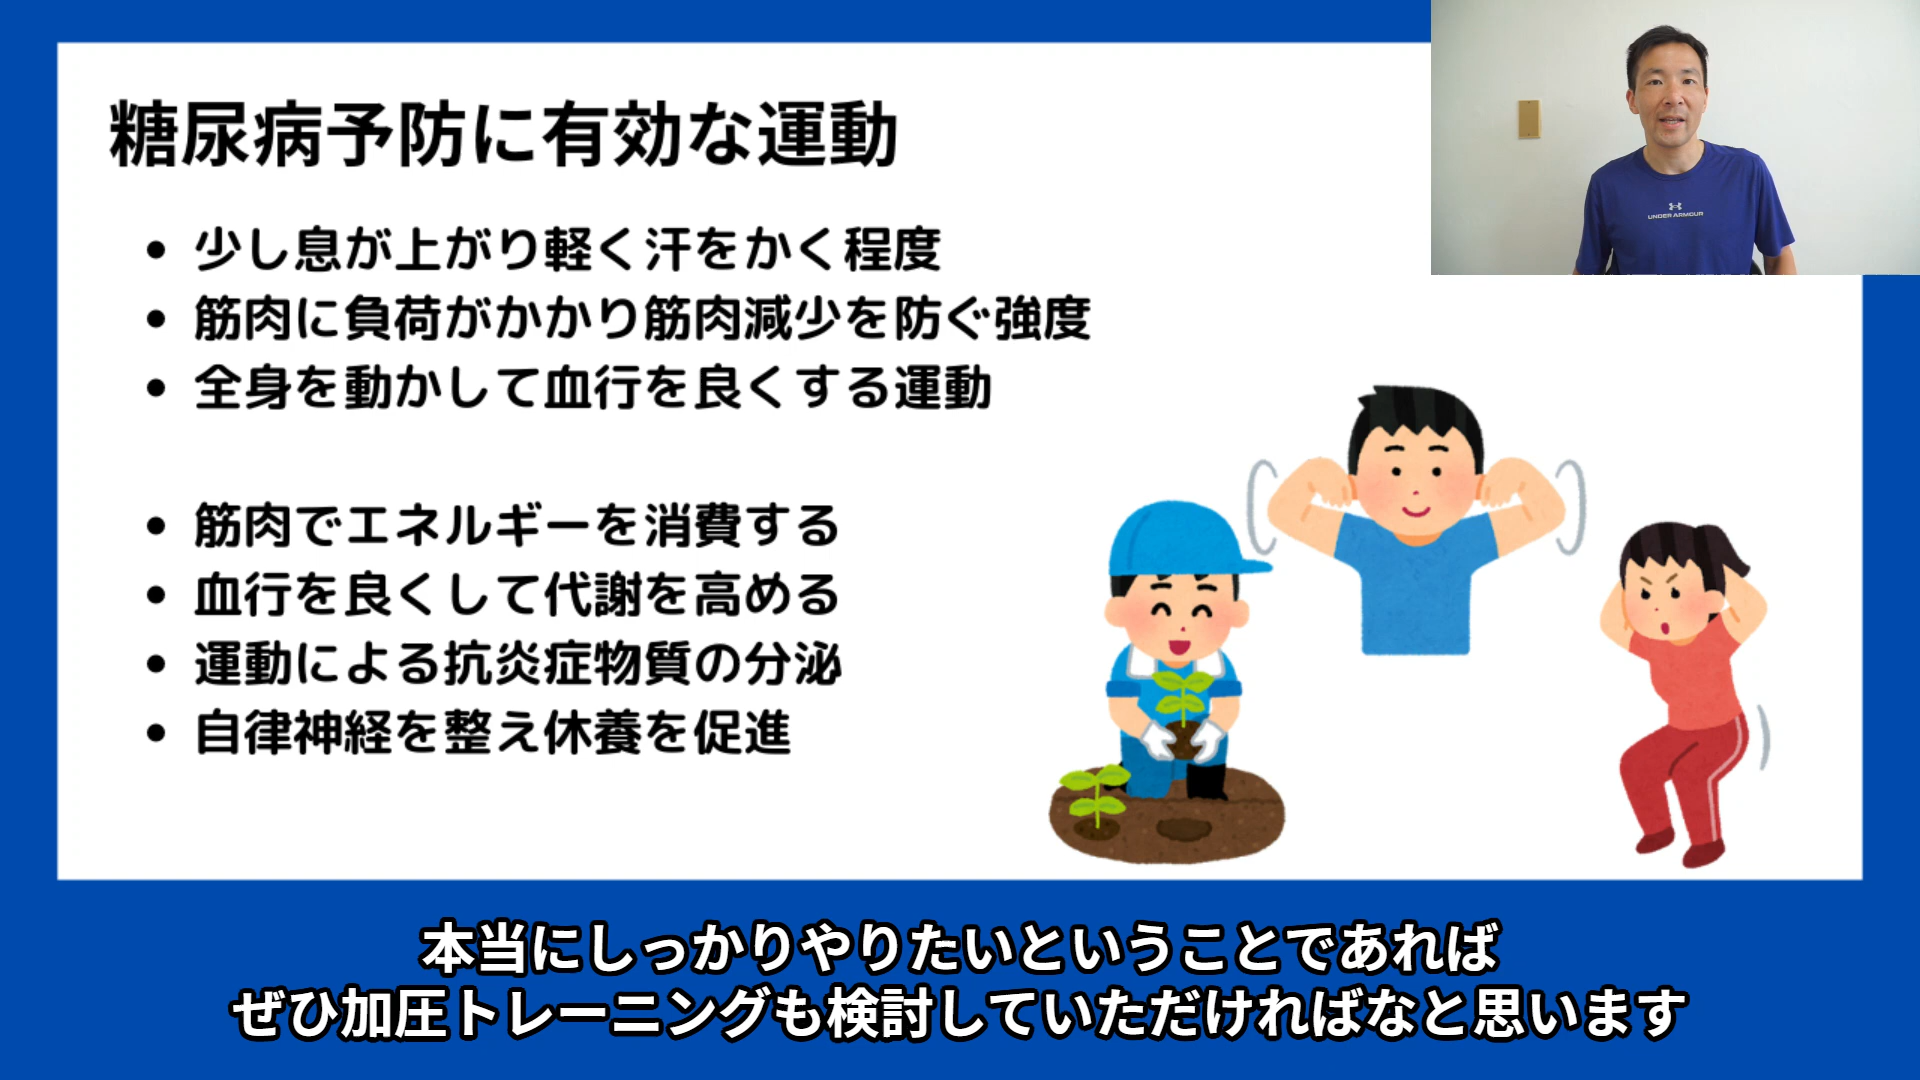 糖尿病予防に有効な運動
• 少し息が上がり軽く汗をかく程度
• 筋肉に負荷がかかり筋肉減少を防ぐ強度
• 全身を動かして血行を良くする運動
• 筋肉でエネルギーを消費する
• 血行を良くして代謝を高める
• 運動による抗炎症物質の分泌
• 自律神経を整え休養を促進
UNDER ARMOUR
本当にしっかりやりたいということであれば
ぜひ加圧トレーニングも検討していただければなと思います